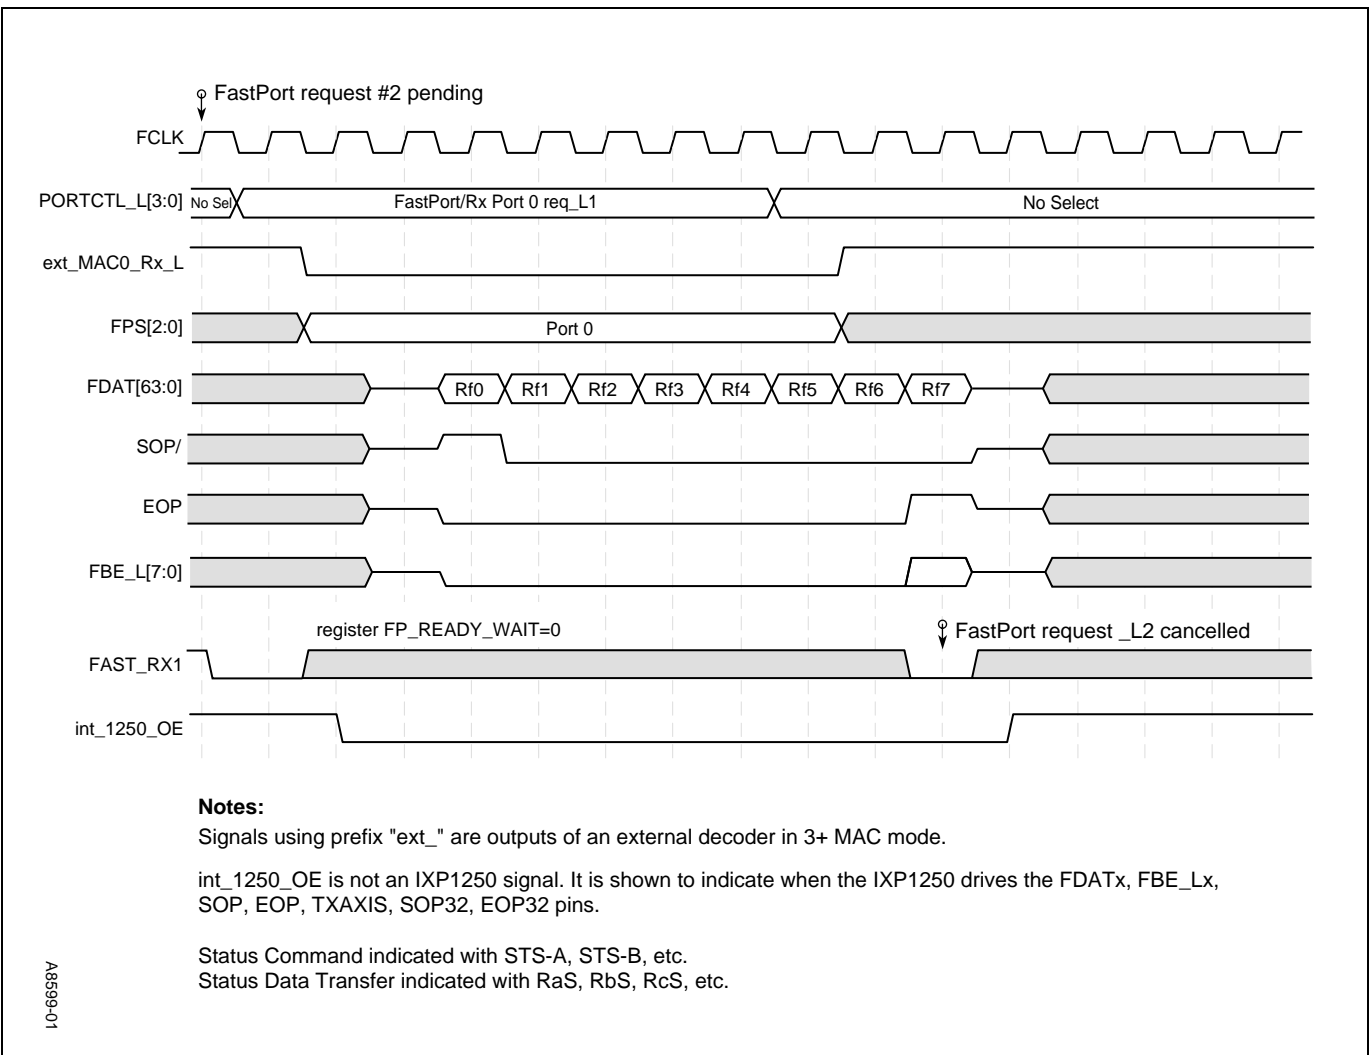 FastPort request #2 pending
FCLK
PORTCTL_L[3:0] No Sel FastPort/Rx Port 0 req_L1 No Select
ext_MAC0_Rx_L
FPS[2:0] Port 0
FDAT[63:0] Rf0 Rf1 Rf2 Rf3 Rf4 Rf5 Rf6 Rf7
SOP/
EOP
FBE_L[7:0]
register FP_READY_WAIT=0 FastPort request _L2 cancelled
FAST_RX1
int_1250_OE
Notes:
Signals using prefix "ext_" are outputs of an external decoder in 3+ MAC mode.
int_1250_OE is not an IXP1250 signal. It is shown to indicate when the IXP1250 drives the FDATx, FBE_Lx,
SOP, EOP, TXAXIS, SOP32, EOP32 pins.
Status Command indicated with STS-A, STS-B, etc.
Status Data Transfer indicated with RaS, RbS, RcS, etc.
A8599-01